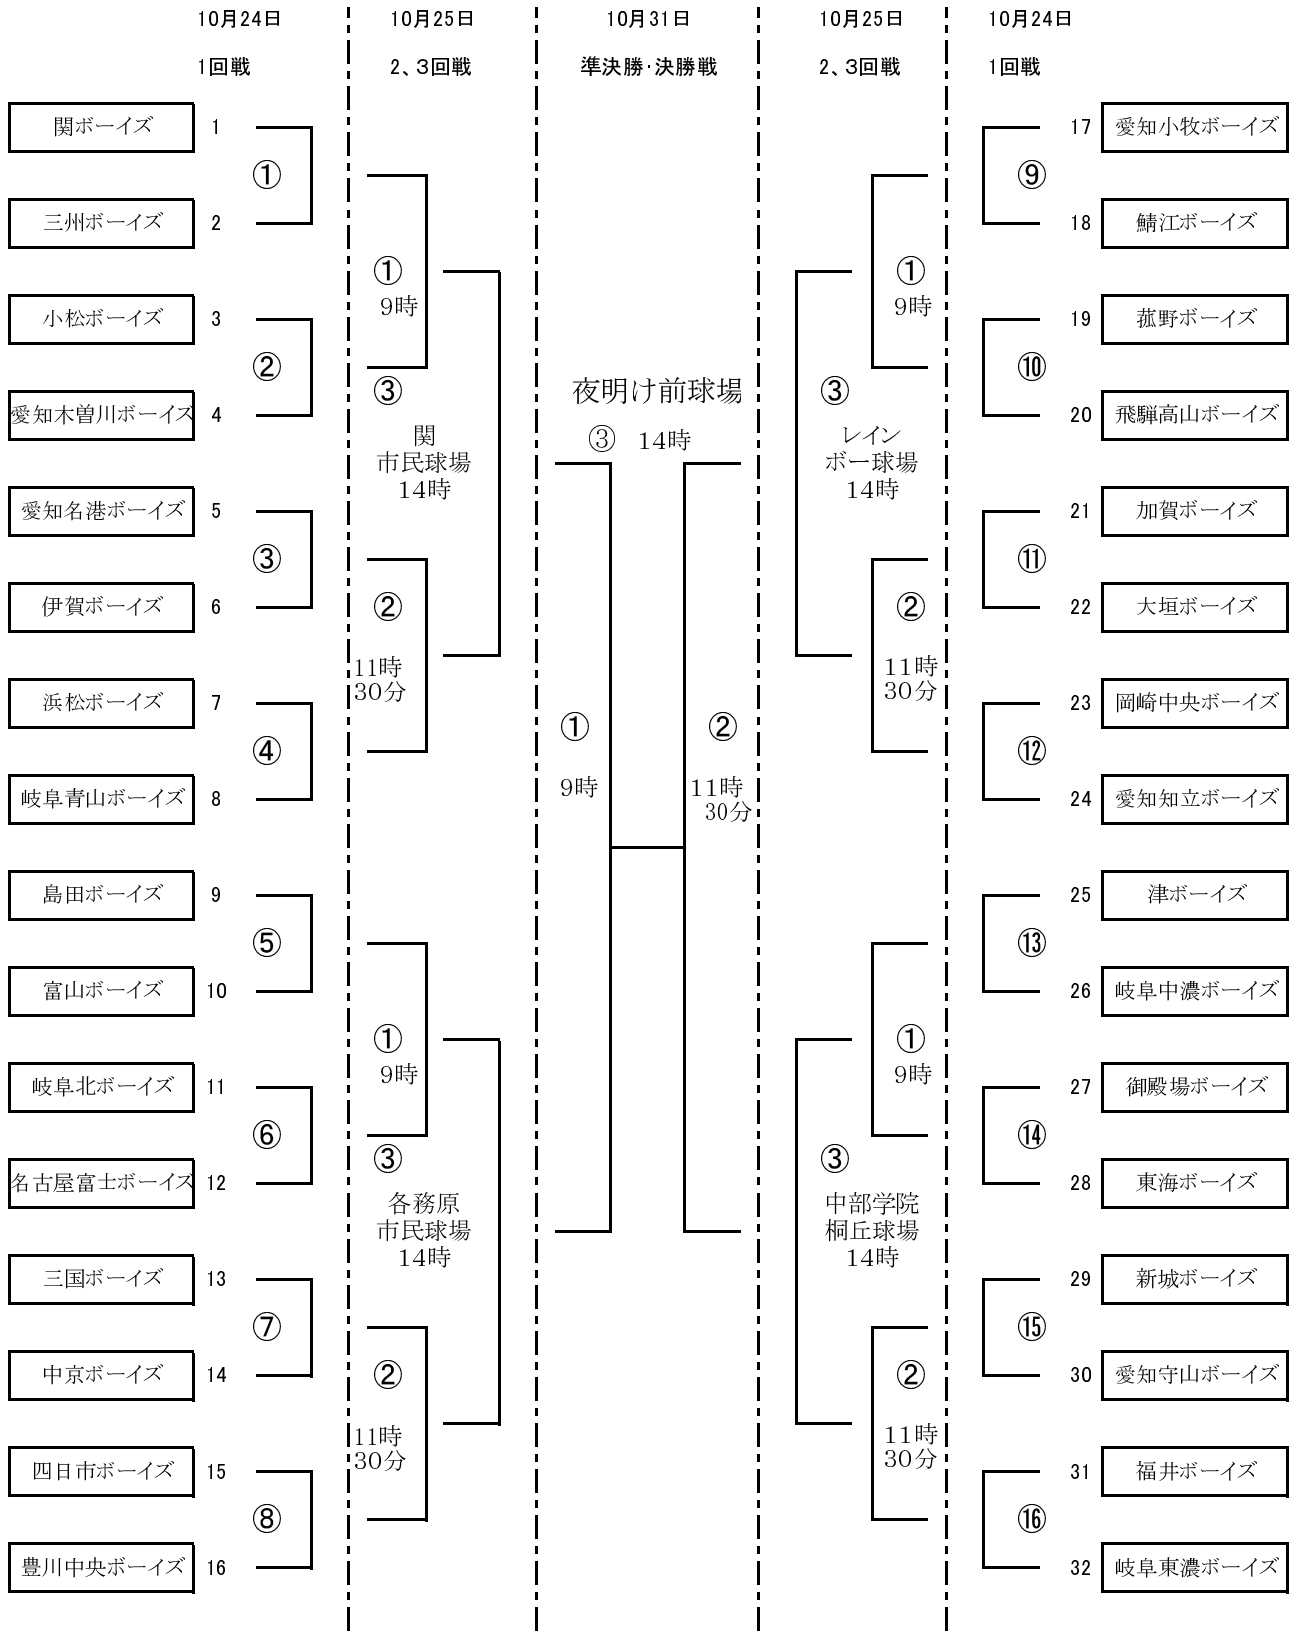 10月24日
10月25日
10月31日
10月25日
10月24日
1回戦
2、3回戦
準決勝・決勝戦
2、3回戦
1回戦
関ボーイズ 1
①
三州ボーイズ 2
小松ボーイズ 3
②
愛知木曽川ボーイズ 4
愛知名港ボーイズ 5
③
伊賀ボーイズ 6
浜松ボーイズ 7
④
岐阜青山ボーイズ 8
島田ボーイズ 9
⑤
富山ボーイズ 10
岐阜北ボーイズ 11
⑥
名古屋富士ボーイズ 12
三国ボーイズ 13
⑦
中京ボーイズ 14
四日市ボーイズ 15
⑧
豊川中央ボーイズ 16
①
9時
③
関
市民球場
14時
②
11時
30分
①
9時
③
各務原
市民球場
14時
②
11時
30分
夜明け前球場
③ 14時
①
9時
②
11時
30分
①
9時
③
レイン
ボー球場
14時
②
11時
30分
①
9時
③
中部学院
桐丘球場
14時
②
11時
30分
17 愛知小牧ボーイズ
⑨
18 鯖江ボーイズ
19 菰野ボーイズ
⑩
20 飛騨高山ボーイズ
21 加賀ボーイズ
⑪
22 大垣ボーイズ
23 岡崎中央ボーイズ
⑫
24 愛知知立ボーイズ
25 津ボーイズ
⑬
26 岐阜中濃ボーイズ
27 御殿場ボーイズ
⑭
28 東海ボーイズ
29 新城ボーイズ
⑮
30 愛知守山ボーイズ
31 福井ボーイズ
⑯
32 岐阜東濃ボーイズ